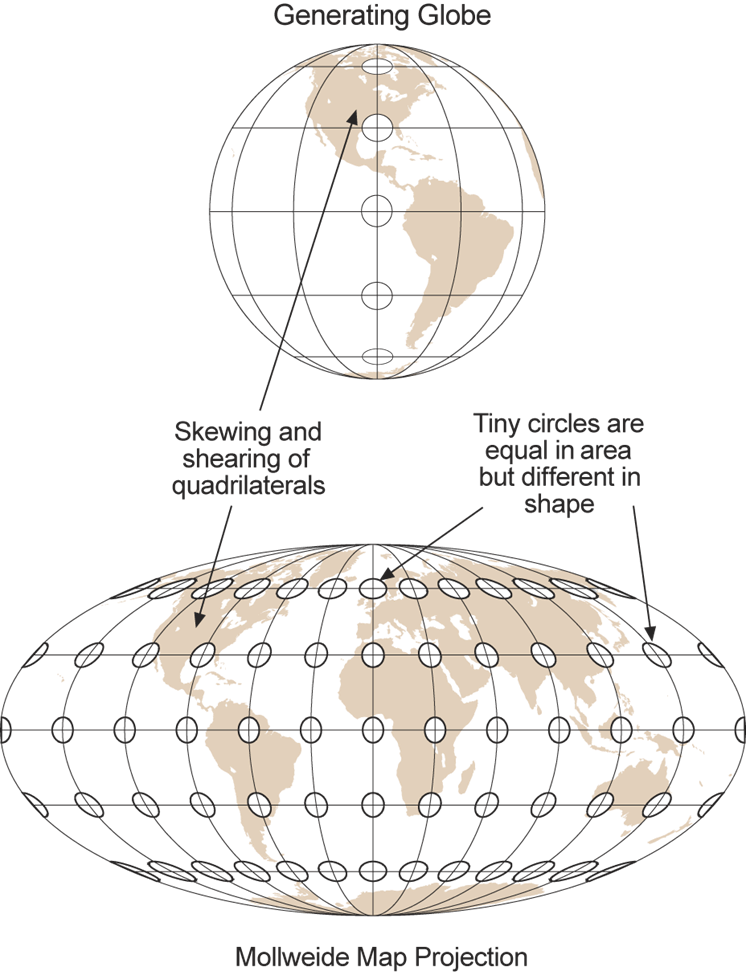 Generating Globe
Skewing and
shearing of
quadrilaterals
Tiny circles are
equal in area
but different in
shape
Mollweide Map Projection